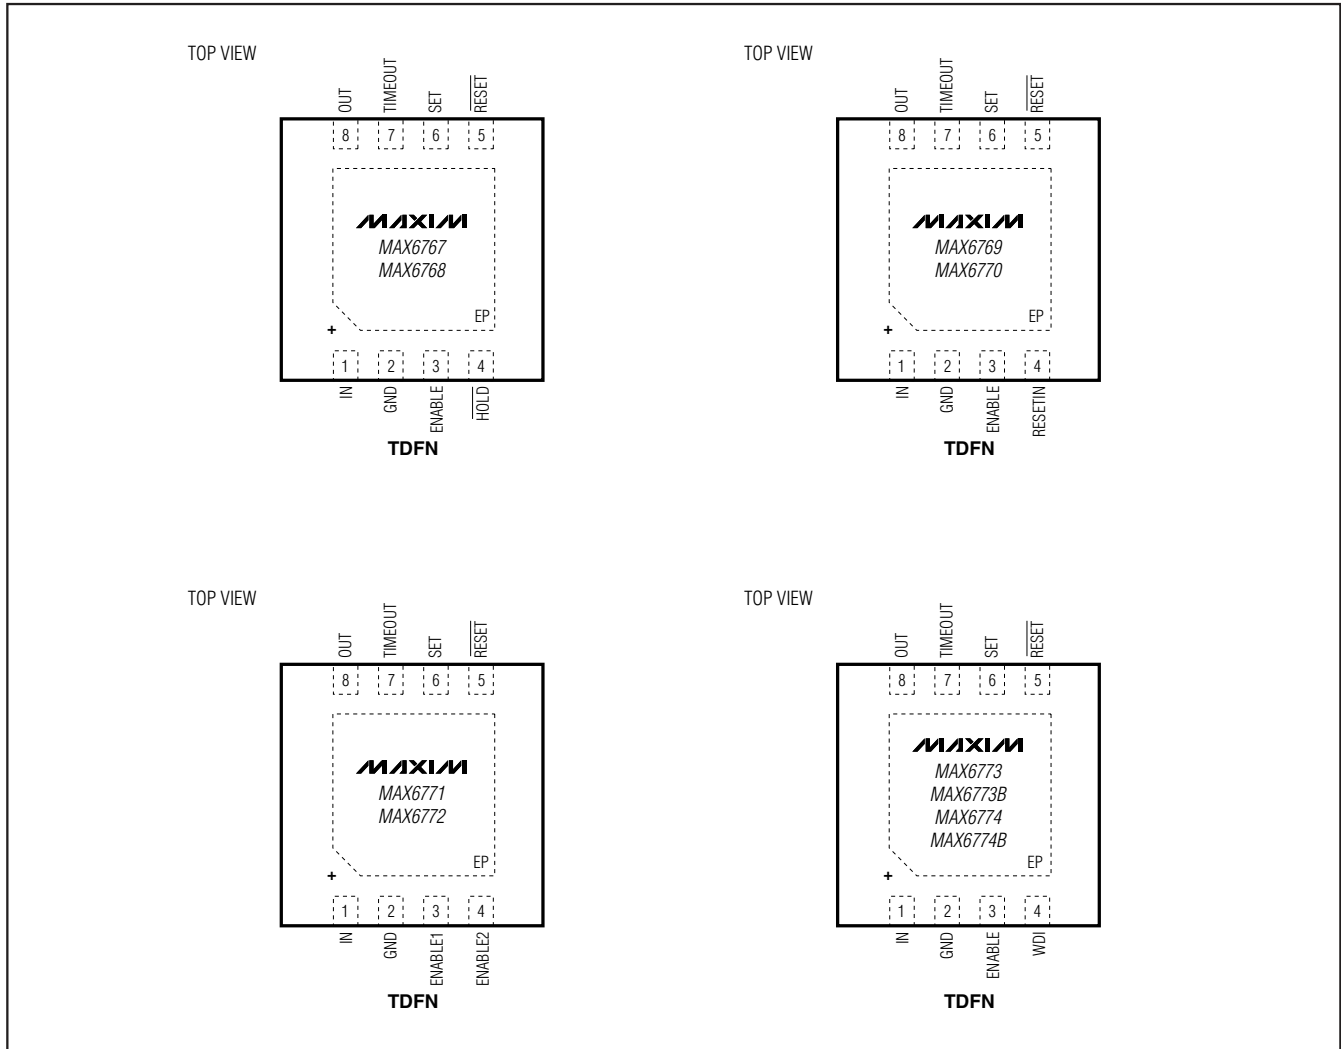 TOP VIEW
OUT TIMEOUT SET RESET
8 7 6 5
MAXIM
MAX6767
MAX6768
EP
+
1 2 3 4
IN GND ENABLE HOLD
TDFN
TOP VIEW
OUT TIMEOUT SET RESET
8 7 6 5
MAXIM
MAX6769
MAX6770
EP
+
1 2 3 4
IN GND ENABLE RESETIN
TDFN
TOP VIEW
OUT TIMEOUT SET RESET
8 7 6 5
MAXIM
MAX6771
MAX6772
EP
+
1 2 3 4
IN GND ENABLE1 ENABLE2
TDFN
TOP VIEW
OUT TIMEOUT SET RESET
8 7 6 5
MAXIM
MAX6773
MAX6773B
MAX6774
MAX6774B
EP
+
1 2 3 4
IN GND ENABLE WDI
TDFN